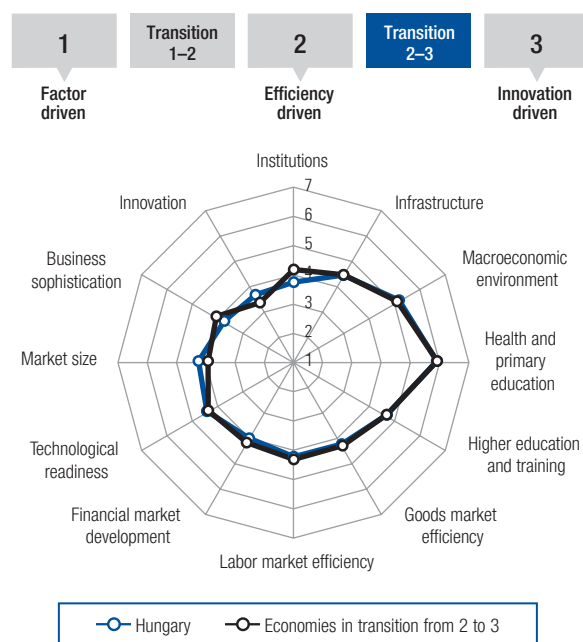 1
Transition
1–2
2
Transition
2–3
3
Factor
driven
Efficiency
driven
Innovation
driven
Institutions
Infrastructure
Macroeconomic
environment
Health and
primary
education
Higher education
and training
Goods market
efficiency
Labor market efficiency
Financial market
development
Technological
readiness
Market size
Business
sophistication
Innovation
7
6
5
4
3
2
1
Hungary
Economies in transition from 2 to 3